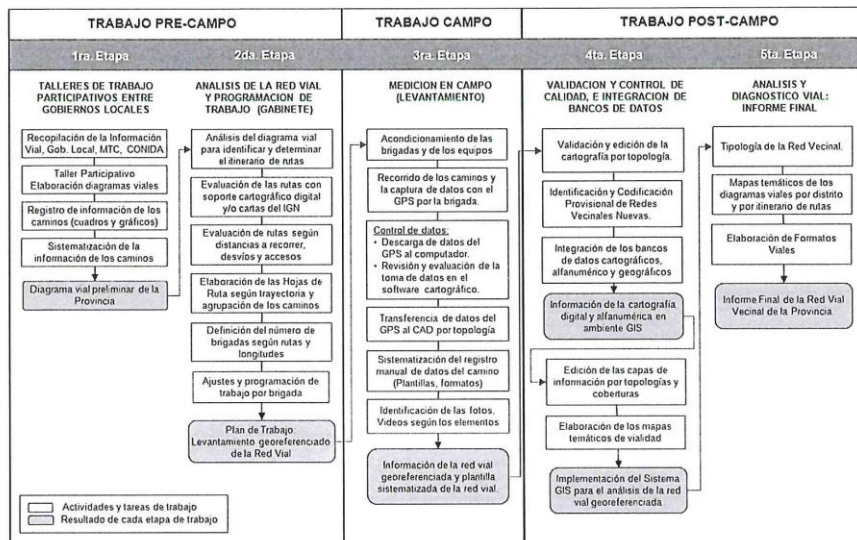 TRABAJO PRE-CAMPO
TRABAJO CAMPO
TRABAJO POST-CAMPO
1ra. Etapa
2da. Etapa
3ra. Etapa
4ta. Etapa
5ta. Etapa
TALLERES DE TRABAJO
PARTICIPATIVOS ENTRE
GOBIERNOS LOCALES
Recopilación de la Información
Vial, Gob. Local, MTC, CONIDA
Taller Participativo
Elaboración diagramas viales
Registro de información de los
caminos (cuadros y gráficos)
Sistematización de la
información de los caminos
Diagrama vial preliminar de la
Provincia
ANALISIS DE LA RED VIAL
Y PROGRAMACION DE
TRABAJO (GABINETE)
Análisis del diagrama vial
para identificar y determinar
el itinerario de rutas
Evaluación de las rutas con
soporte cartográfico digital
y/o cartas del IGN
Evaluación de rutas según
distancias a recorrer,
desvíos y accesos
Elaboración de las Hojas de
Ruta según trayectoria y
agrupación de los caminos
Definición del número de
brigadas según rutas y
longitudes
Ajustes y programación de
trabajo por brigada
Plan de Trabajo:
Levantamiento georeferenciado
de la Red Vial
MEDICION EN CAMPO
(LEVANTAMIENTO)
Acondicionamiento de las
brigadas y de los equipos
Recorrido de los caminos y
la captura de datos con el
GPS por la brigada.
Control de datos:
• Descarga de datos del
GPS al computador.
• Revisión y evaluación de la
toma de datos en el
software cartográfico.
Transferencia de datos del
GPS al CAD por topología
Sistematización del registro
manual de datos del camino
(Plantillas, formatos)
Identificación de las fotos,
Videos según los elementos
Información de la red vial
georeferenciada y plantilla
sistematizada de la red vial.
VALIDACION Y CONTROL DE
CALIDAD, E INTEGRACION DE
BANCOS DE DATOS
Validación y edición de la
cartografía por topología.
Identificación y Codificación
Provisional de Redes
Vecinales Nuevas.
Integración de los bancos
de datos cartográficos,
alfanumérico y geográficos
Información de la cartografía
digital y alfanumérica en
ambiente GIS
Edición de las capas de
información por topologías y
coberturas
Elaboración de los mapas
temáticos de vialidad
Implementación del Sistema
GIS para el análisis de la red
vial georeferenciada
ANALISIS Y
DIAGNOSTICO VIAL:
INFORME FINAL
Tipología de la Red Vecinal.
Mapas temáticos de los
diagramas viales por distrito
y por itinerario de rutas
Elaboración de Formatos
Viales
Informe Final de la Red Vial
Vecinal de la Provincia.
Actividades y tareas de trabajo
Resultado de cada etapa de trabajo